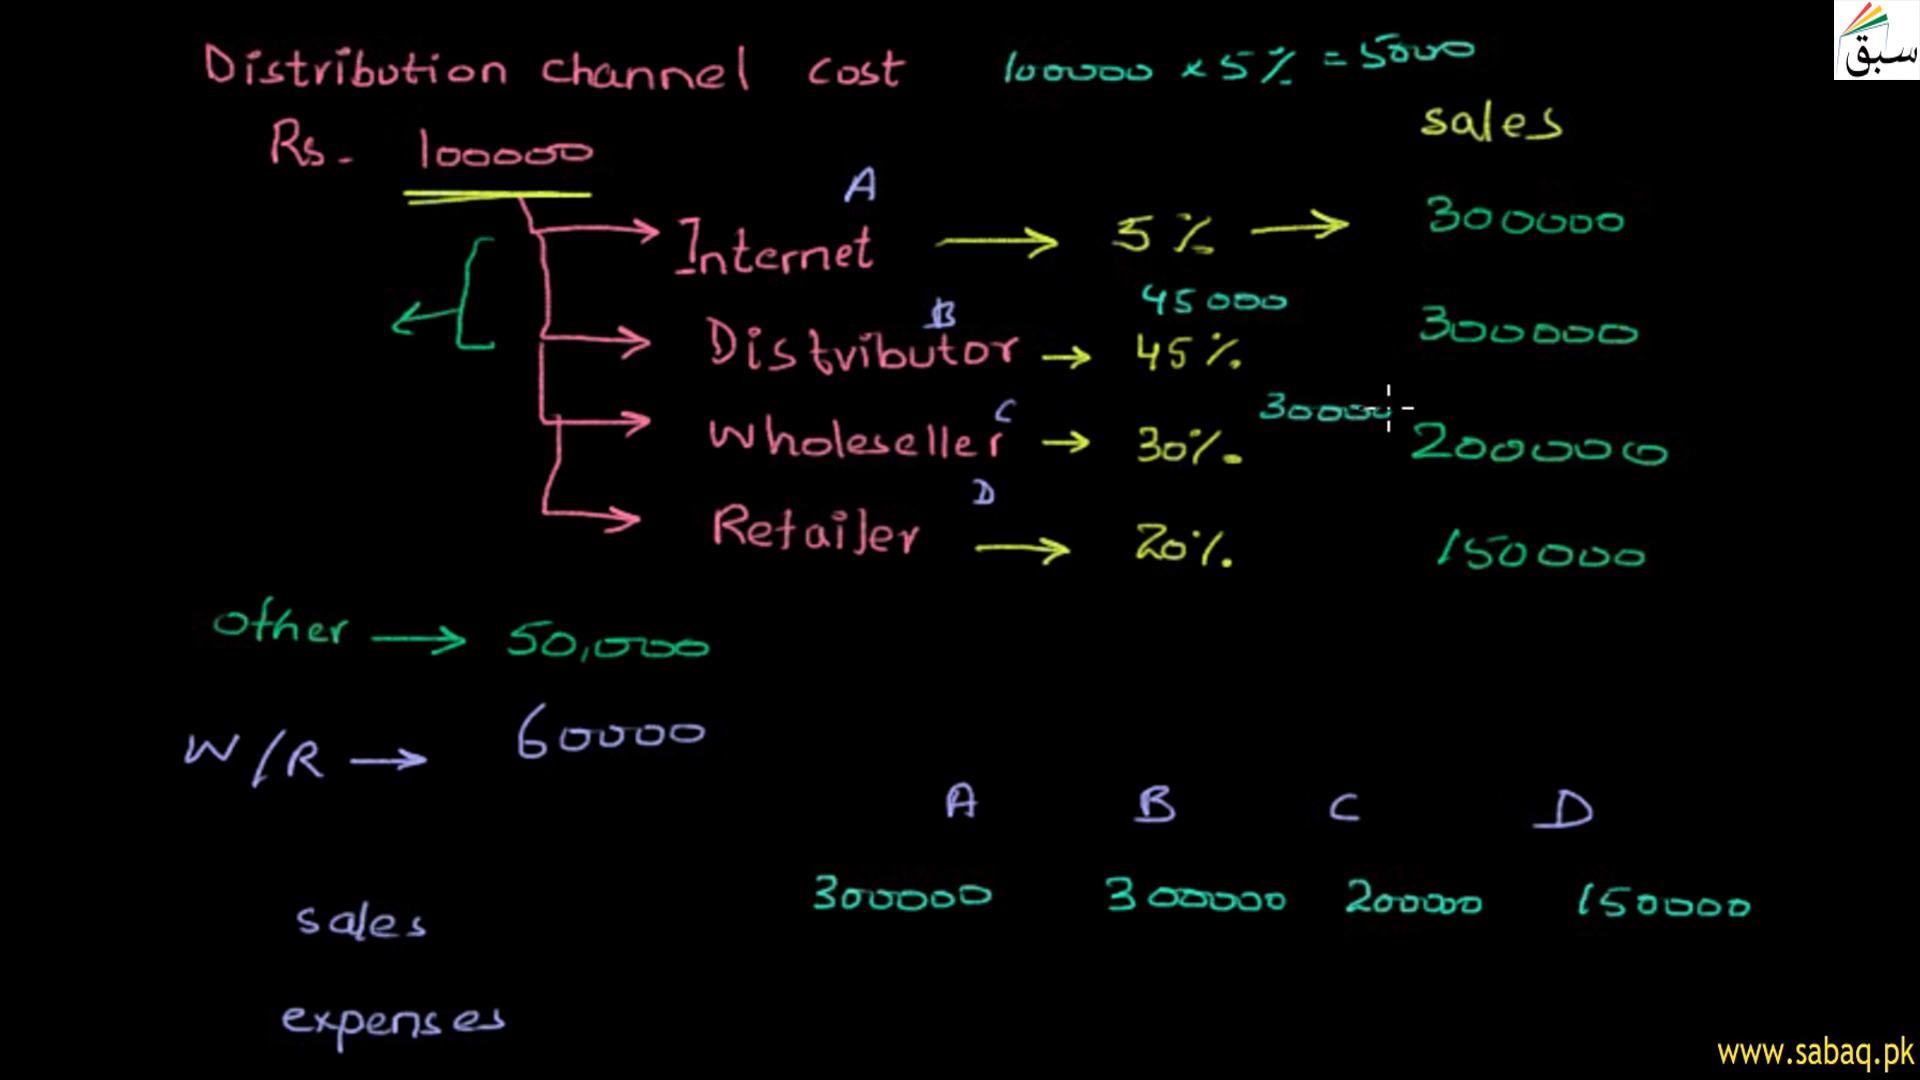 سبق
Distribution channel cost 100000 x 5% = 5000
sales
Rs. 100000
A
Internet 5% 300000
B 45000
Distributor 45% 300000
C 30000
Wholeseller 30% 200000
D
Retailer 20% 150000
other 50,000
W/R 60000
A B C D
sales 300000 300000 200000 150000
expenses
www.sabaq.pk